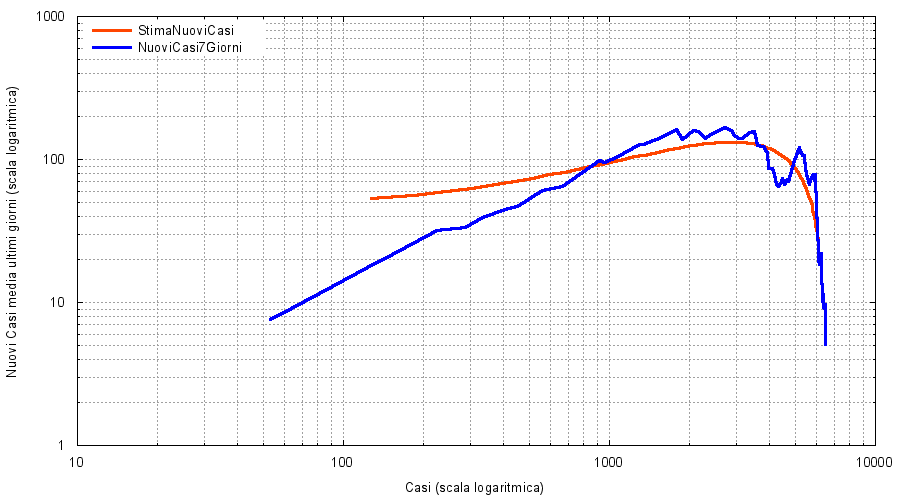 1000
StimaNuoviCasi
NuoviCasi7Giorni
100
10
1
10
100
1000
10000
Nuovi Casi media ultimi giorni (scala logaritmica)
Casi (scala logaritmica)